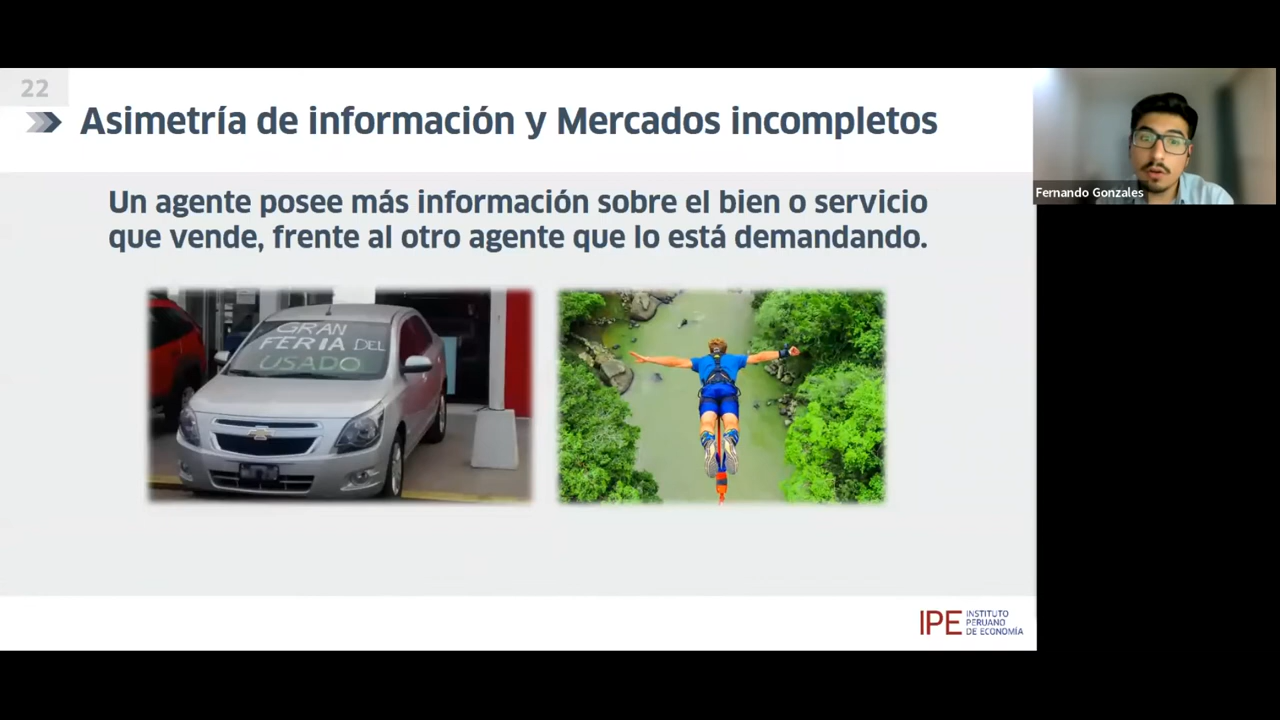 22
Asimetría de información y Mercados incompletos
Un agente posee más información sobre el bien o servicio
que vende, frente al otro agente que lo está demandando.
GRAN
FERIA DEL
USADO
IPE INSTITUTO
PERUANO
DE ECONOMÍA
Fernando Gonzales